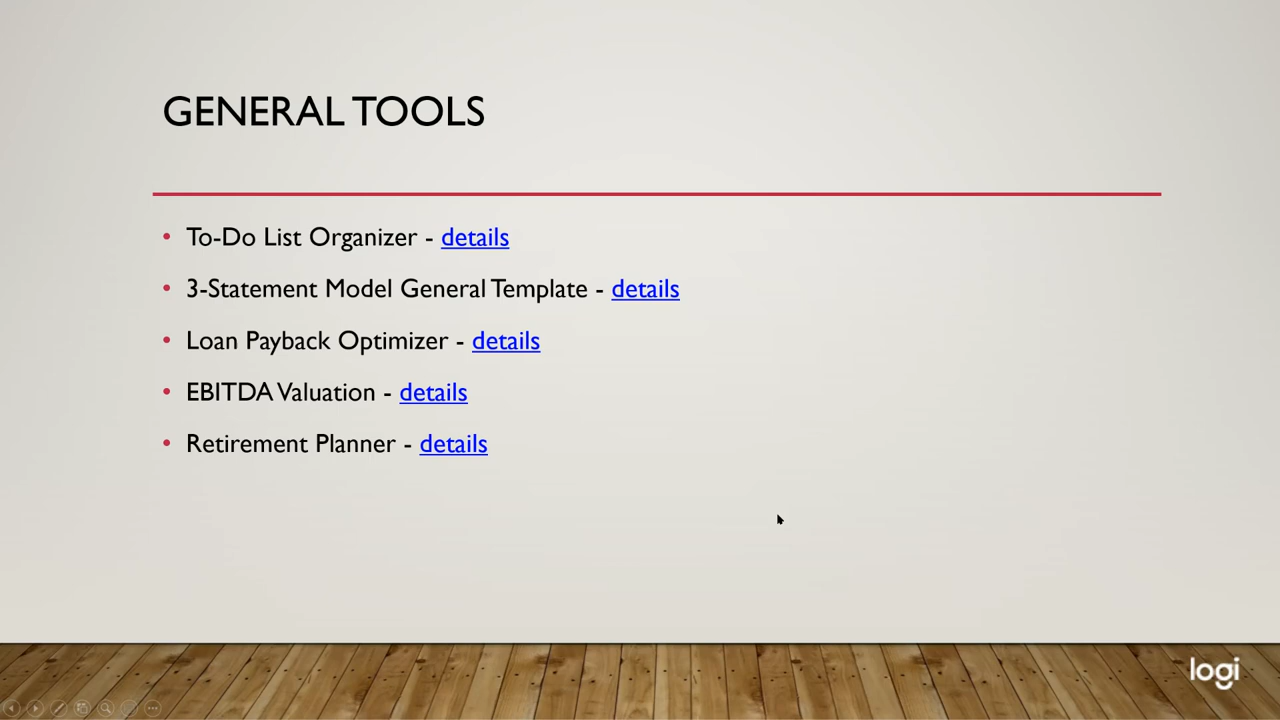 GENERAL TOOLS
• To-Do List Organizer - details
• 3-Statement Model General Template - details
• Loan Payback Optimizer - details
• EBITDA Valuation - details
• Retirement Planner - details
logi